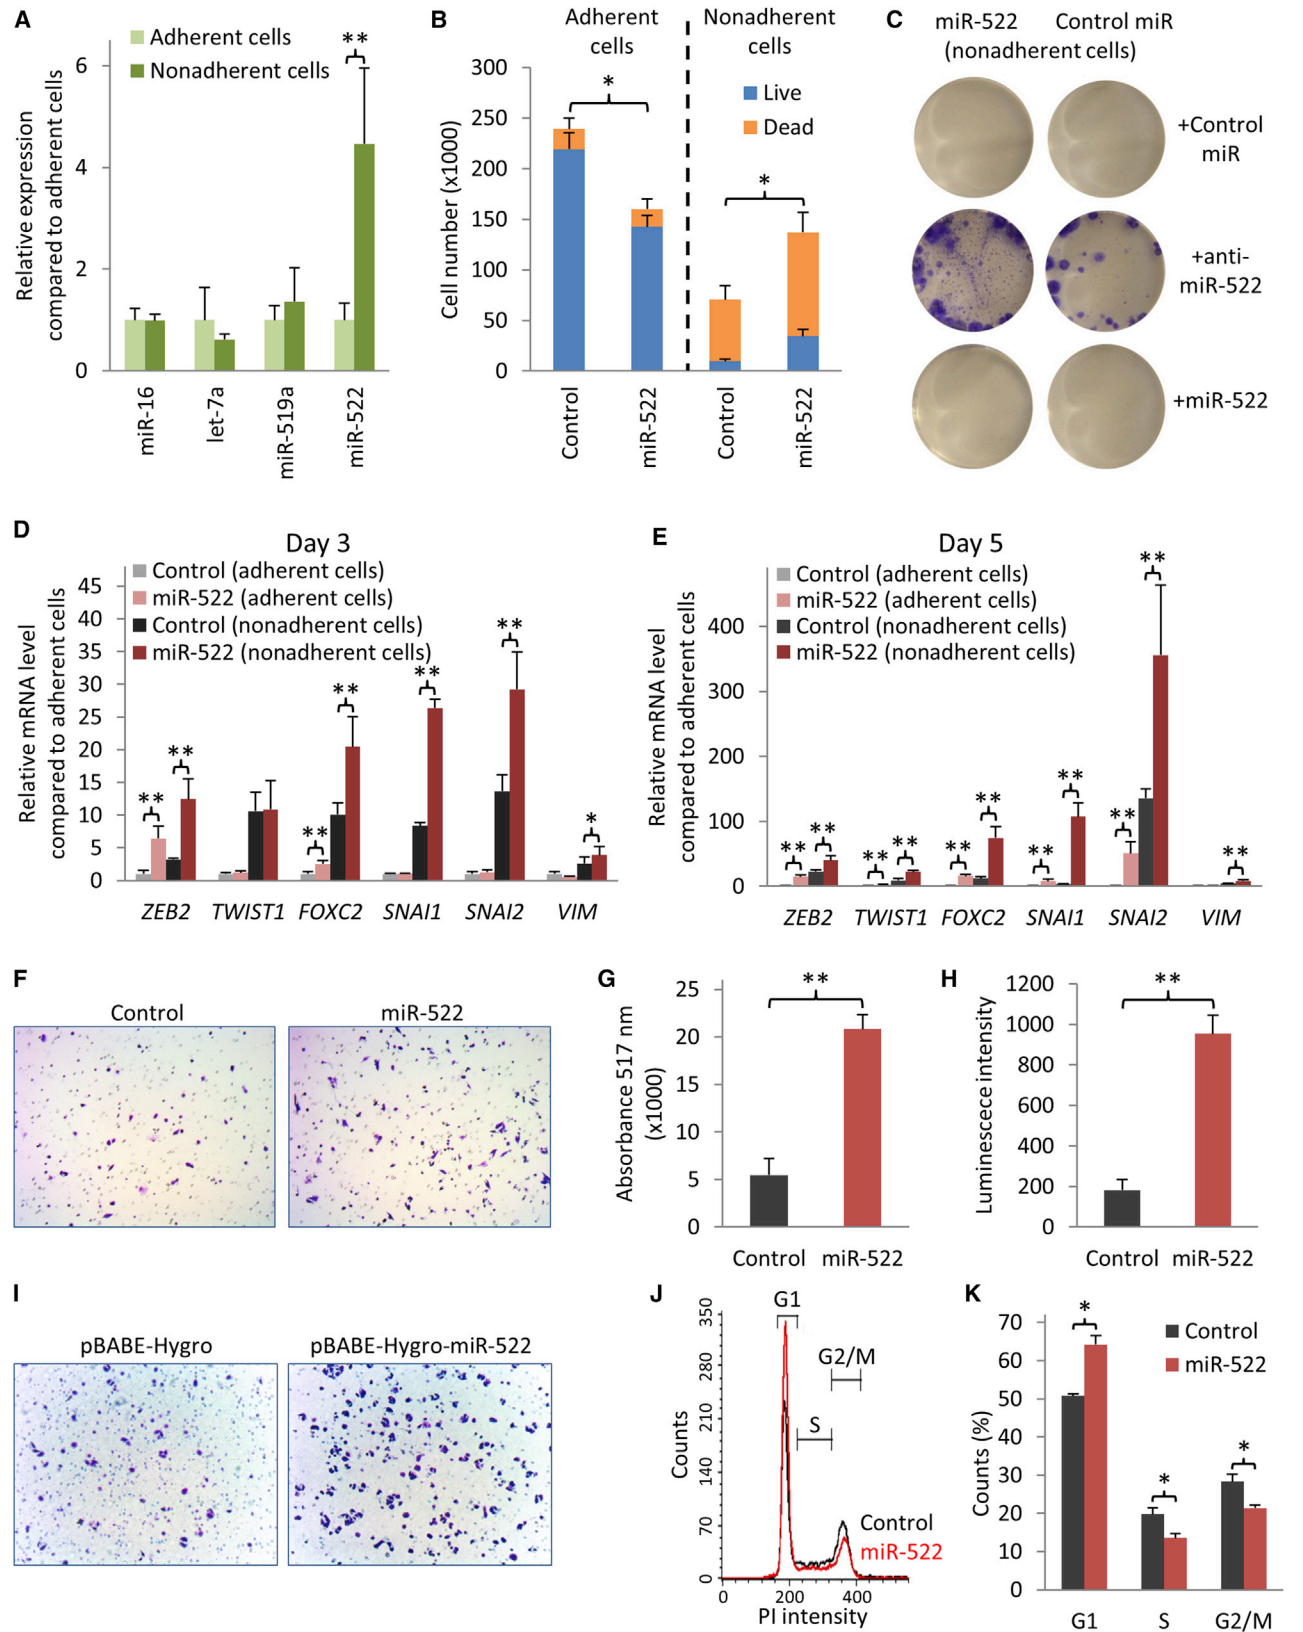 A
Adherent cells
Nonadherent cells
**
Relative expression
compared to adherent cells
6
4
2
0
miR-16
let-7a
miR-519a
miR-522
B
Adherent
cells
Nonadherent
cells
Live
Dead
*
*
Cell number (x1000)
300
250
200
150
100
50
0
Control
miR-522
Control
miR-522
C
miR-522
Control miR
(nonadherent cells)
+Control
miR
+anti-
miR-522
+miR-522
D
Day 3
Control (adherent cells)
miR-522 (adherent cells)
Control (nonadherent cells)
miR-522 (nonadherent cells)
Relative mRNA level
compared to adherent cells
45
40
35
30
25
20
15
10
5
0
** ** ** ** ** ** *
ZEB2 TWIST1 FOXC2 SNAI1 SNAI2 VIM
E
Day 5
Control (adherent cells)
miR-522 (adherent cells)
Control (nonadherent cells)
miR-522 (nonadherent cells)
Relative mRNA level
compared to adherent cells
400
300
200
100
0
** ** ** ** ** ** ** ** ** ** **
ZEB2 TWIST1 FOXC2 SNAI1 SNAI2 VIM
F
Control
miR-522
G
**
Absorbance 517 nm
(x1000)
25
20
15
10
5
0
Control miR-522
H
**
Luminescece intensity
1200
1000
800
600
400
200
0
Control miR-522
I
pBABE-Hygro
pBABE-Hygro-miR-522
J
G1
G2/M
S
Counts
350
280
210
140
70
0
Control
miR-522
0 200 400
PI intensity
K
Control
miR-522
*
*
*
Counts (%)
70
60
50
40
30
20
10
0
G1 S G2/M